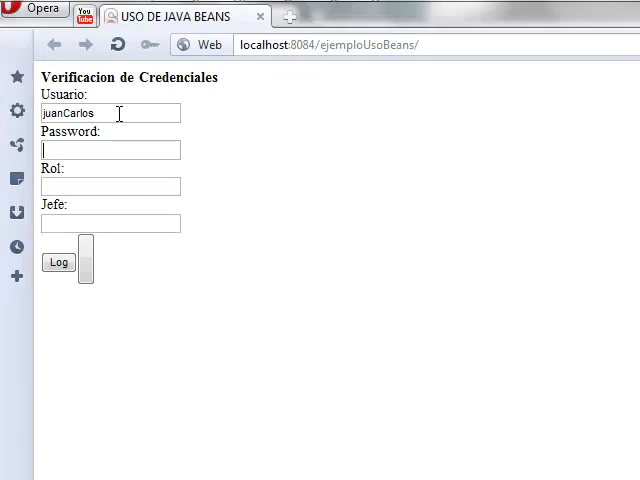 Opera
You
Tube
USO DE JAVA BEANS
Web
localhost:8084/ejemploUsoBeans/
Verificacion de Credenciales
Usuario:
juanCarlos
Password:
Rol:
Jefe:
Log